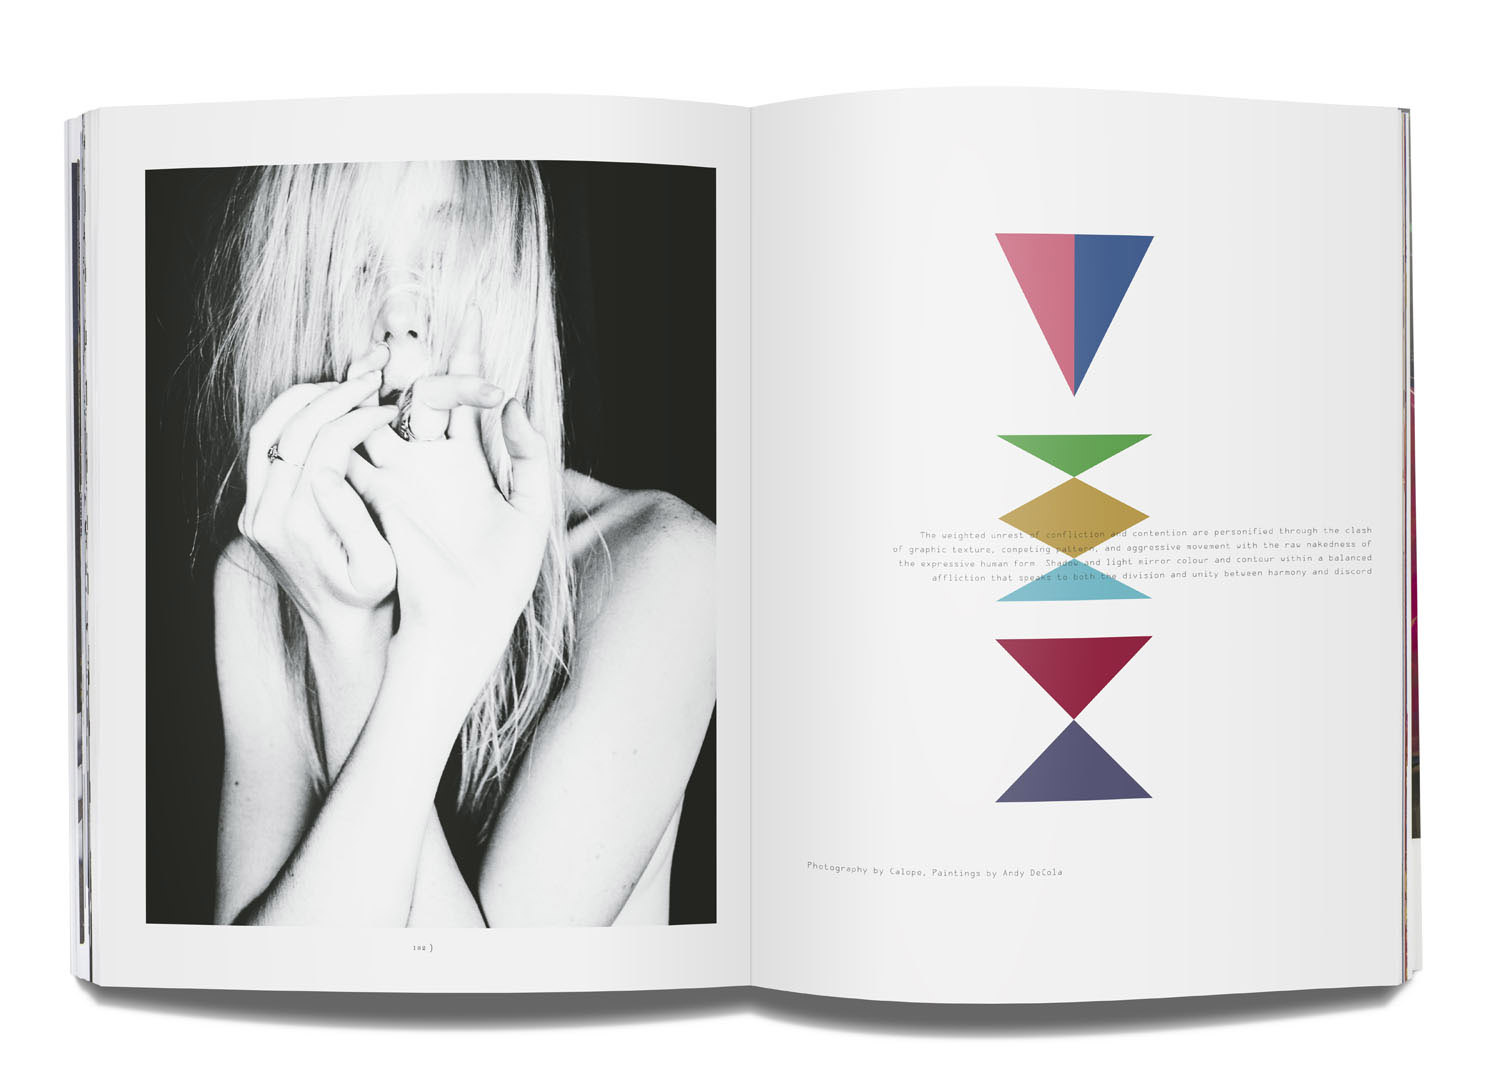 The weighted unrest of confliction and contention are personified through the clash
of graphic texture, competing pattern, and aggressive movement with the raw nakedness of
the expressive human form. Shadow and light mirror colour and contour within a balanced
affliction that speaks to both the division and unity between harmony and discord
Photography by Calope, Paintings by Andy DeCola